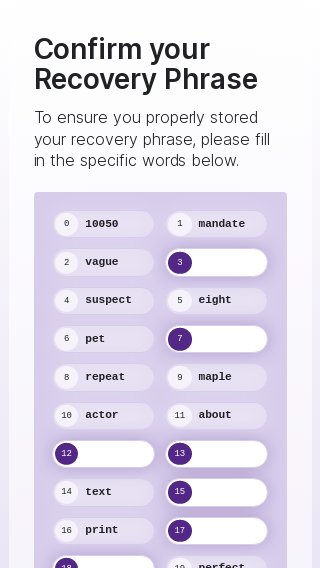 Confirm your
Recovery Phrase
To ensure you properly stored
your recovery phrase, please fill
in the specific words below.
0 10050 1 mandate
2 vague 3
4 suspect 5 eight
6 pet 7
8 repeat 9 maple
10 actor 11 about
12 13
14 text 15
16 print 17
18 19 perfect